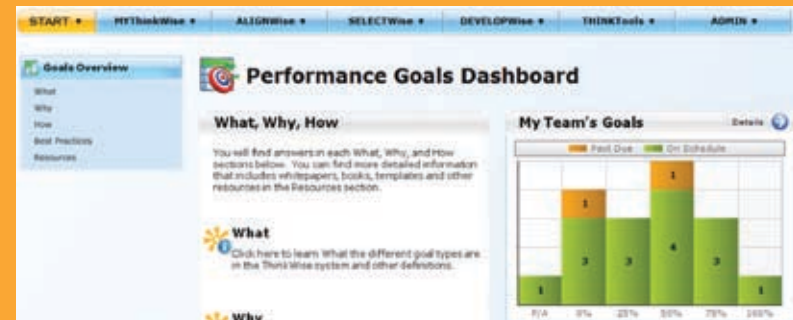 START
MYThinkWise
ALIGNWise
SELECTWise
DEVELOPWise
THINKTools
ADMIN
Goals Overview
What
Why
How
Best Practices
Resources
Performance Goals Dashboard
What, Why, How
You will find answers in each What, Why, and How
sections below. You can find more detailed information
that includes whitepapers, books, templates and other
resources in the Resources section.
What
Click here to learn What the different goal types are
in the ThinkWise system and other definitions.
Why
My Team's Goals
Details
Past Due
On Schedule
1
1
3
3
4
3
1
1
N/A
0%
25%
50%
75%
100%